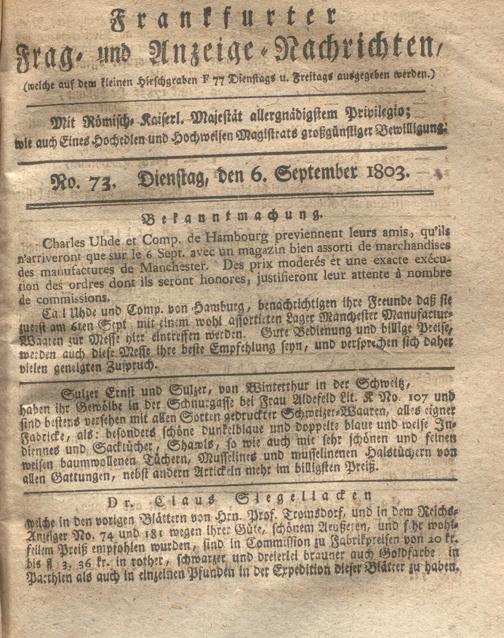 Frankfurter
Frag- und Anzeige-Nachrichten,
(welche auf dem kleinen Hirschgraben F 77 Dienstags u. Freitags ausgegeben werden.)
Mit Römisch-Kaiserl. Majestät allergnädigstem Privilegio;
wie auch Eines Hochedlen und Hochweisen Magistrats großgünstiger Bewilligung.
No. 73. Dienstag, den 6. September 1803.
Bekanntmachung.
Charles Uhde et Comp. de Hambourg previennent leurs amis, qu'ils
n'arriveront que sur le 6 Sept. avec un magazin bien assorti de marchandises
des manufactures de Manchester. Des prix moderés et une exacte exécu-
tion des ordres dont ils seront honores, justifieront leur attente à nombre
de commissions.
Carl Uhde und Comp. von Hamburg, benachrichtigen ihre Freunde daß sie
zuerst am 6ten Sept mit einem wohl assortirten Lager Manchester Manufactur-
Waaren zur Messe hier eintreffen werden. Gute Bedienung und billige Preise,
werden auch diese Messe ihre beste Empfehlung seyn, und versprechen sich daher
vielen geneigten Zuspruch.
Sulzer Ernst und Sulzer, von Winterthur in der Schweitz,
haben ihr Gewölbe in der Schnurgasse bei Frau Aldefeld Lit. K No. 107 und
sind bestens versehen mit allen Sorten gedruckter Schweizer-Waaren, alles eigner
Fabricke, als: besonders schöne dunkelblaue und doppelte blaue und weise In-
diennes und Sacktücher, Shawls, so wie auch mit sehr schönen und feinen
weisen baumwollenen Tüchern, Musselines und musselinenen Halstüchern von
allen Gattungen, nebst andern Artickeln mehr im billigsten Preiß.
Dr. Claus Siegellacken
welche in den vorigen Blättern von Hrn. Prof. Tromsdorf, und in dem Reichs-
Anzeiger No. 74 und 181 wegen ihrer Güte, schönem Aeußeren, und sehr wohl-
feilem Preiß empfohlen wurden, sind in Commission zu Fabrikpreisen von 20 kr.
bis fl 3, 36 kr. in rother, schwarzer und dreierlei brauner auch Goldfarbe in
Parthien als auch in einzelnen Pfunden in der Expedition dieser Blätter zu haben.